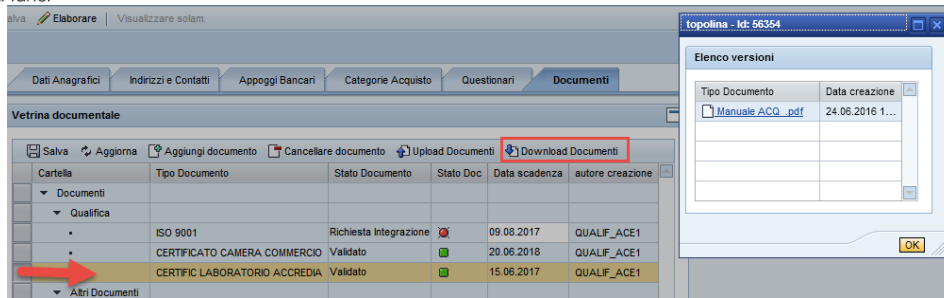 Elaborare Visualizzare solam.
topolina - Id: 56354
Elenco versioni
Tipo Documento Data creazione
Manuale ACQ_.pdf 24.06.2016 1...
OK
Dati Anagrafici Indirizzi e Contatti Appoggi Bancari Categorie Acquisto Questionari Documenti
Vetrina documentale
Salva Aggiorna Aggiungi documento Cancellare documento Upload Documenti Download Documenti
Cartella Tipo Documento Stato Documento Stato Doc Data scadenza autore creazione
Documenti
Qualifica
ISO 9001 Richiesta Integrazione 09.08.2017 QUALIF_ACE1
CERTIFICATO CAMERA COMMERCIO Validato 20.06.2018 QUALIF_ACE1
CERTIFIC LABORATORIO ACCREDIA Validato 15.06.2017 QUALIF_ACE1
Altri Documenti